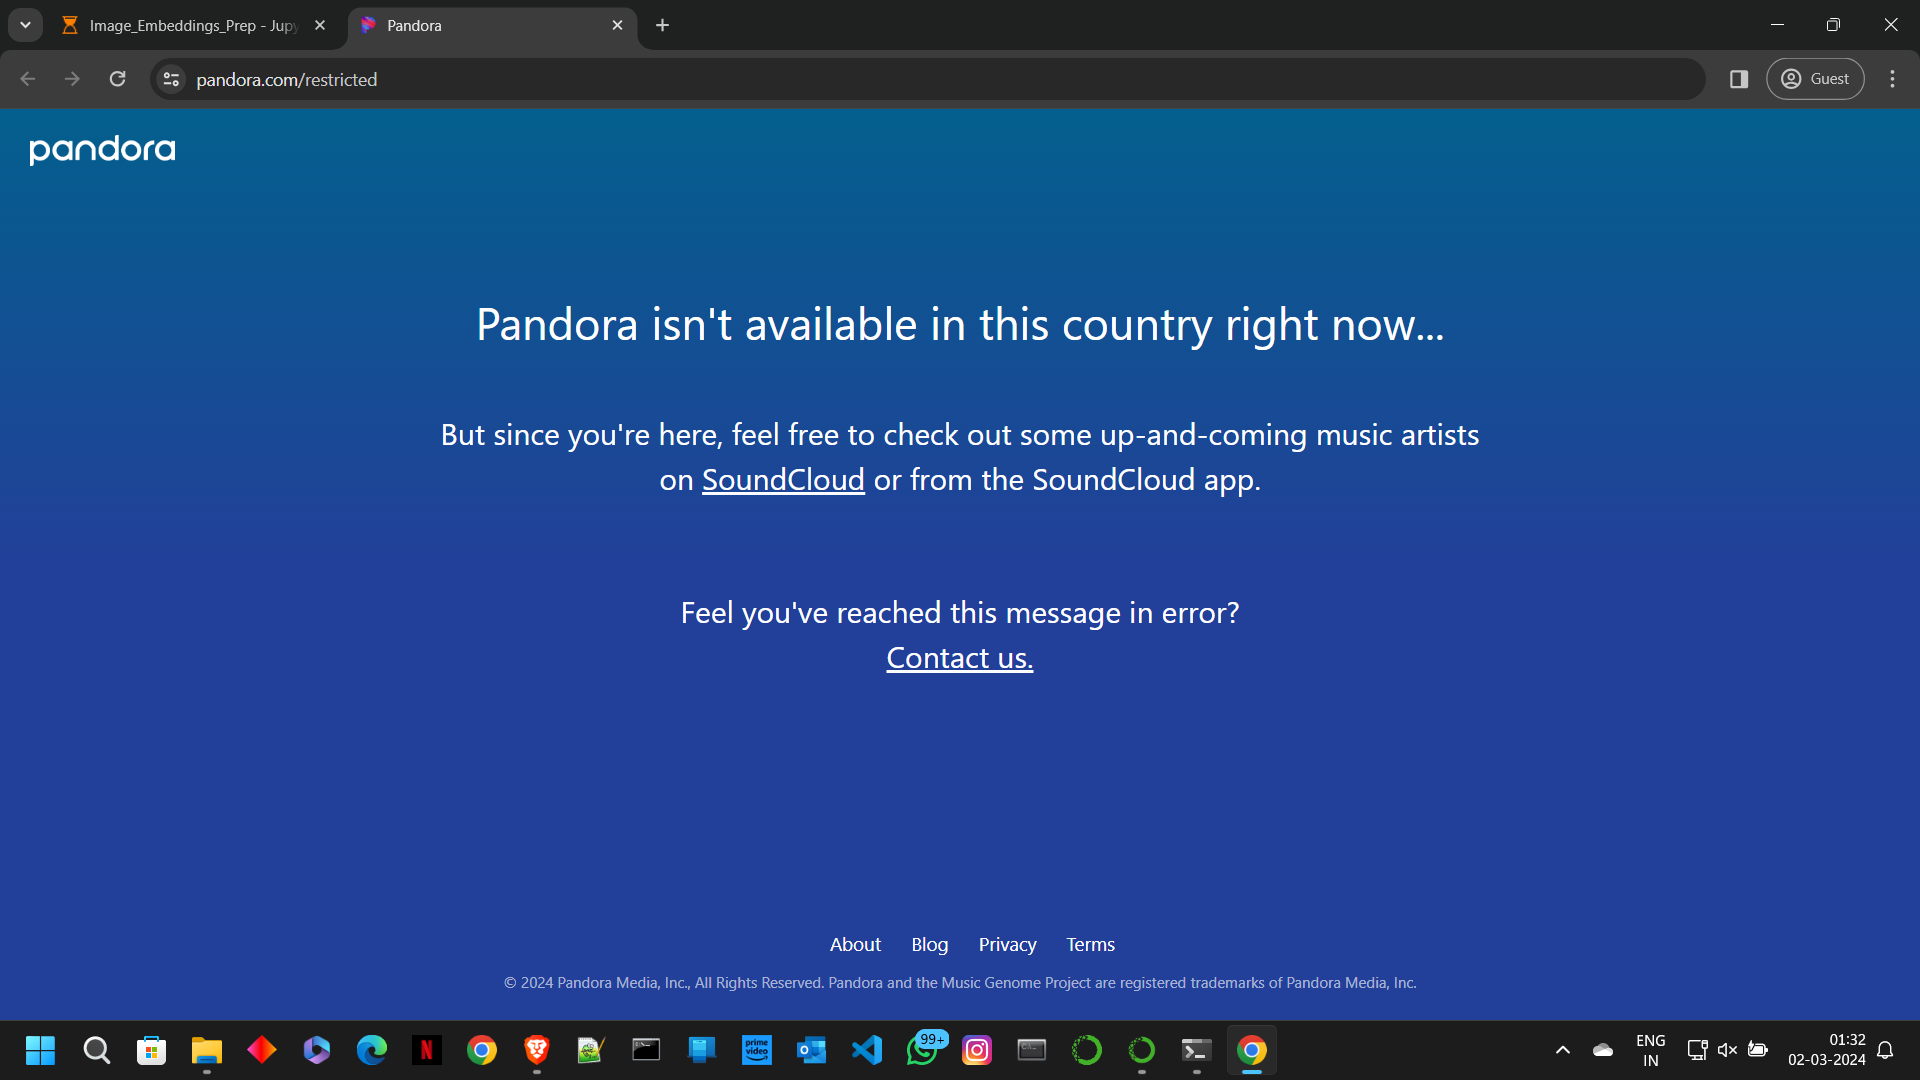 Image_Embeddings_Prep - Jupy
Pandora
pandora.com/restricted
Guest
pandora
Pandora isn't available in this country right now...
But since you're here, feel free to check out some up-and-coming music artists
on SoundCloud or from the SoundCloud app.
Feel you've reached this message in error?
Contact us.
About Blog Privacy Terms
© 2024 Pandora Media, Inc., All Rights Reserved. Pandora and the Music Genome Project are registered trademarks of Pandora Media, Inc.
N
prime
video
99+
ENG
IN
01:32
02-03-2024